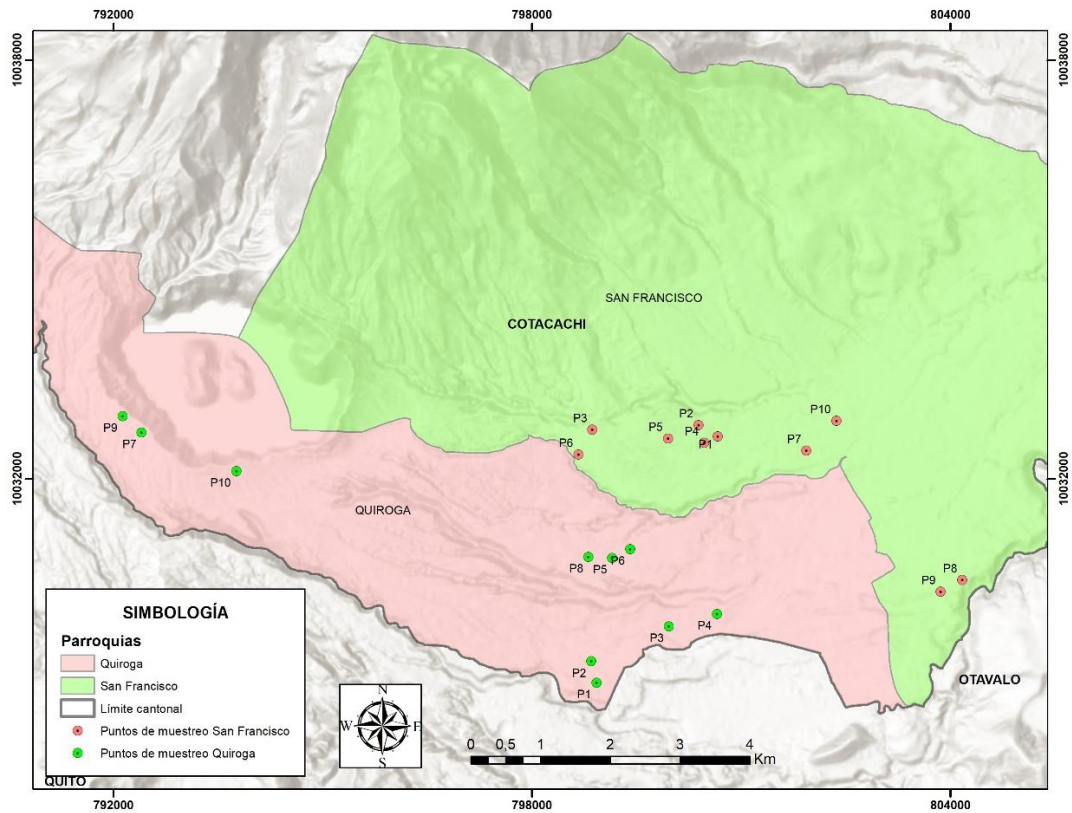 792000
798000
804000
10038000
10038000
SAN FRANCISCO
COTACACHI
P10
P2
P3
P5
P4
P1
P9
P6
P7
P7
P10
10032000
10032000
QUIROGA
P6
P8
P5
P8
P9
P4
P3
P2
OTAVALO
P1
SIMBOLOGÍA
Parroquias
Quiroga
San Francisco
Límite cantonal
Puntos de muestreo San Francisco
Puntos de muestreo Quiroga
N
W
E
S
0 0,5 1 2 3 4
Km
QUITO
792000
798000
804000